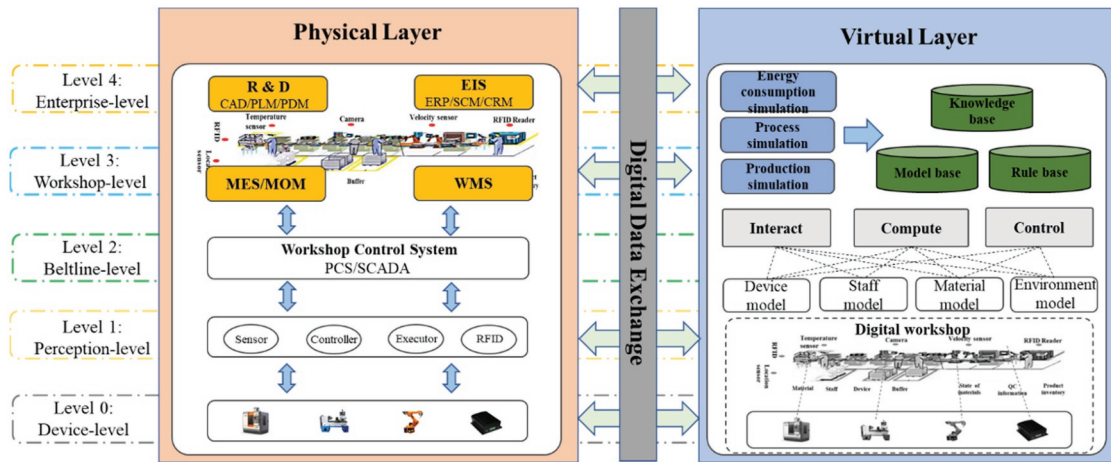 Physical Layer
Virtual Layer
Level 4:
Enterprise-level
Level 3:
Workshop-level
Level 2:
Beltline-level
Level 1:
Perception-level
Level 0:
Device-level
R & D
CAD/PLM/PDM
EIS
ERP/SCM/CRM
Temperature
sensor
Camera
Velocity sensor
RFID Reader
RFID
Location
sensor
Buffer
MES/MOM
WMS
Workshop Control System
PCS/SCADA
Sensor
Controller
Executor
RFID
Digital Data Exchange
Energy
consumption
simulation
Process
simulation
Production
simulation
Knowledge
base
Model base
Rule base
Interact
Compute
Control
Device
model
Staff
model
Material
model
Environment
model
Digital workshop
Temperature
sensor
Camera
Velocity sensor
RFID Reader
RFID
Location
sensor
Material
Staff
Device
Buffer
State of
materials
QC
information
Product
inventory